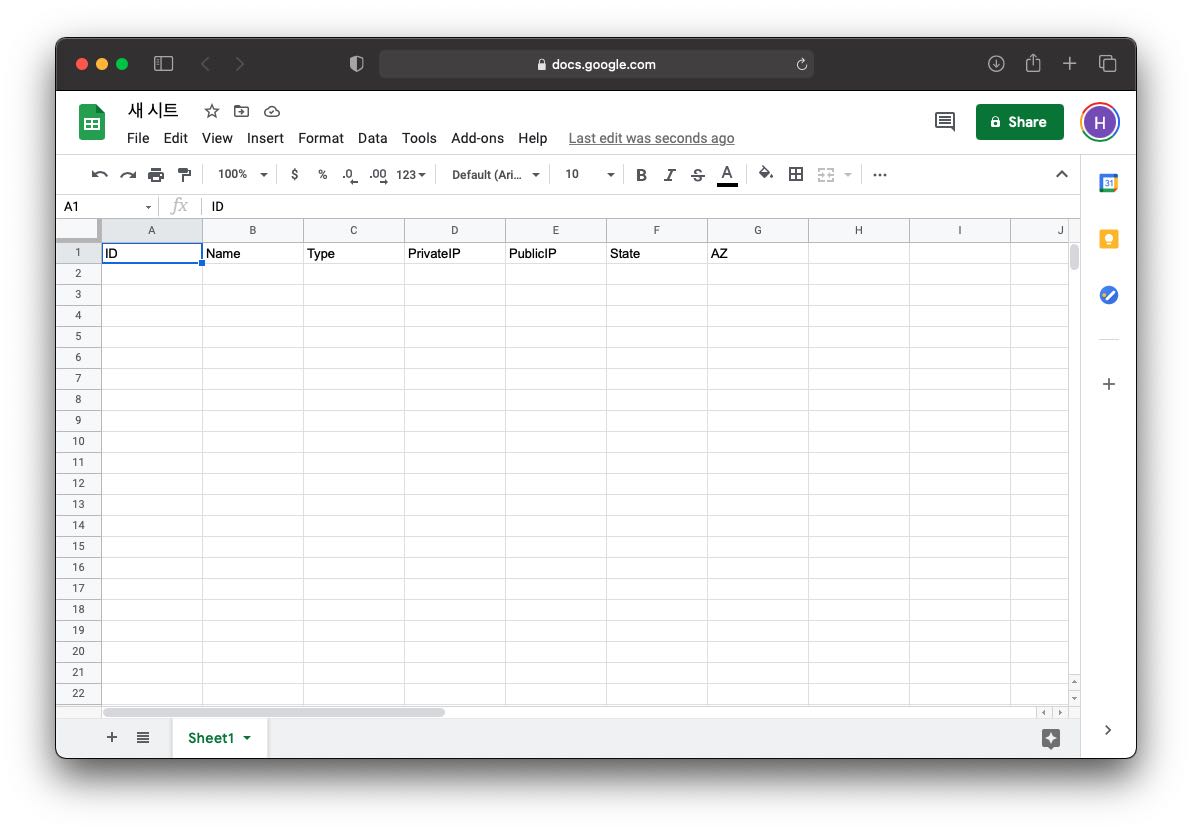 docs.google.com
새 시트
File Edit View Insert Format Data Tools Add-ons Help Last edit was seconds ago
Share
H
100% $ % .0 .00 123 Default (Ari... 10 B I S A
31
A1 fx ID
A B C D E F G H I J
1 ID Name Type PrivateIP PublicIP State AZ
2
3
4
5
6
7
8
9
10
11
12
13
14
15
16
17
18
19
20
21
22
Sheet1